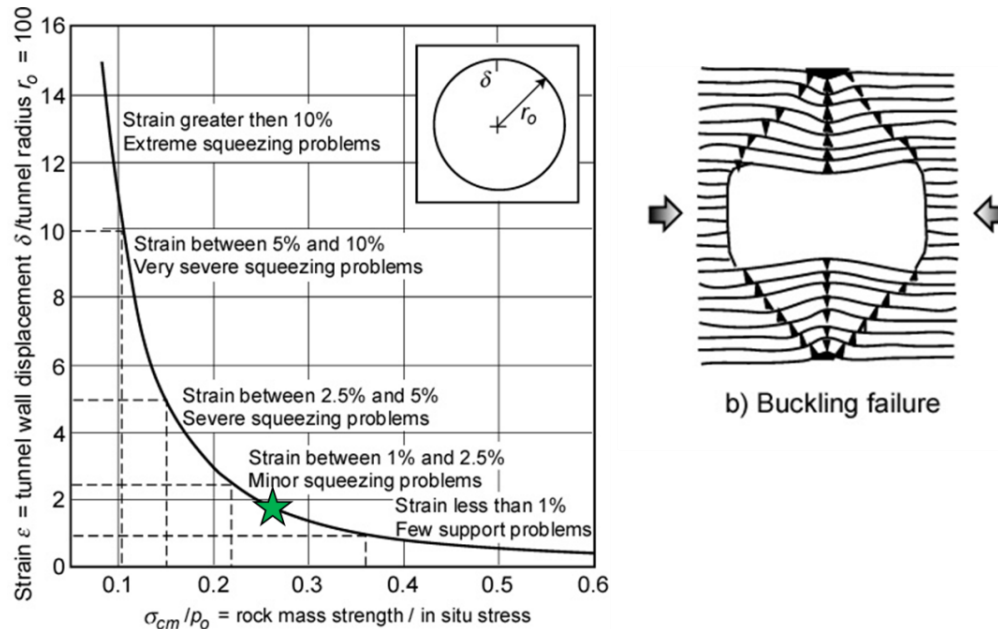 Strain ε = tunnel wall displacement δ/tunnel radius rₒ = 100
16
14
12
10
8
6
4
2
0
δ
rₒ
Strain greater then 10%
Extreme squeezing problems
Strain between 5% and 10%
Very severe squeezing problems
Strain between 2.5% and 5%
Severe squeezing problems
Strain between 1% and 2.5%
Minor squeezing problems
Strain less than 1%
Few support problems
0.1 0.2 0.3 0.4 0.5 0.6
σcm/pₒ = rock mass strength / in situ stress
b) Buckling failure